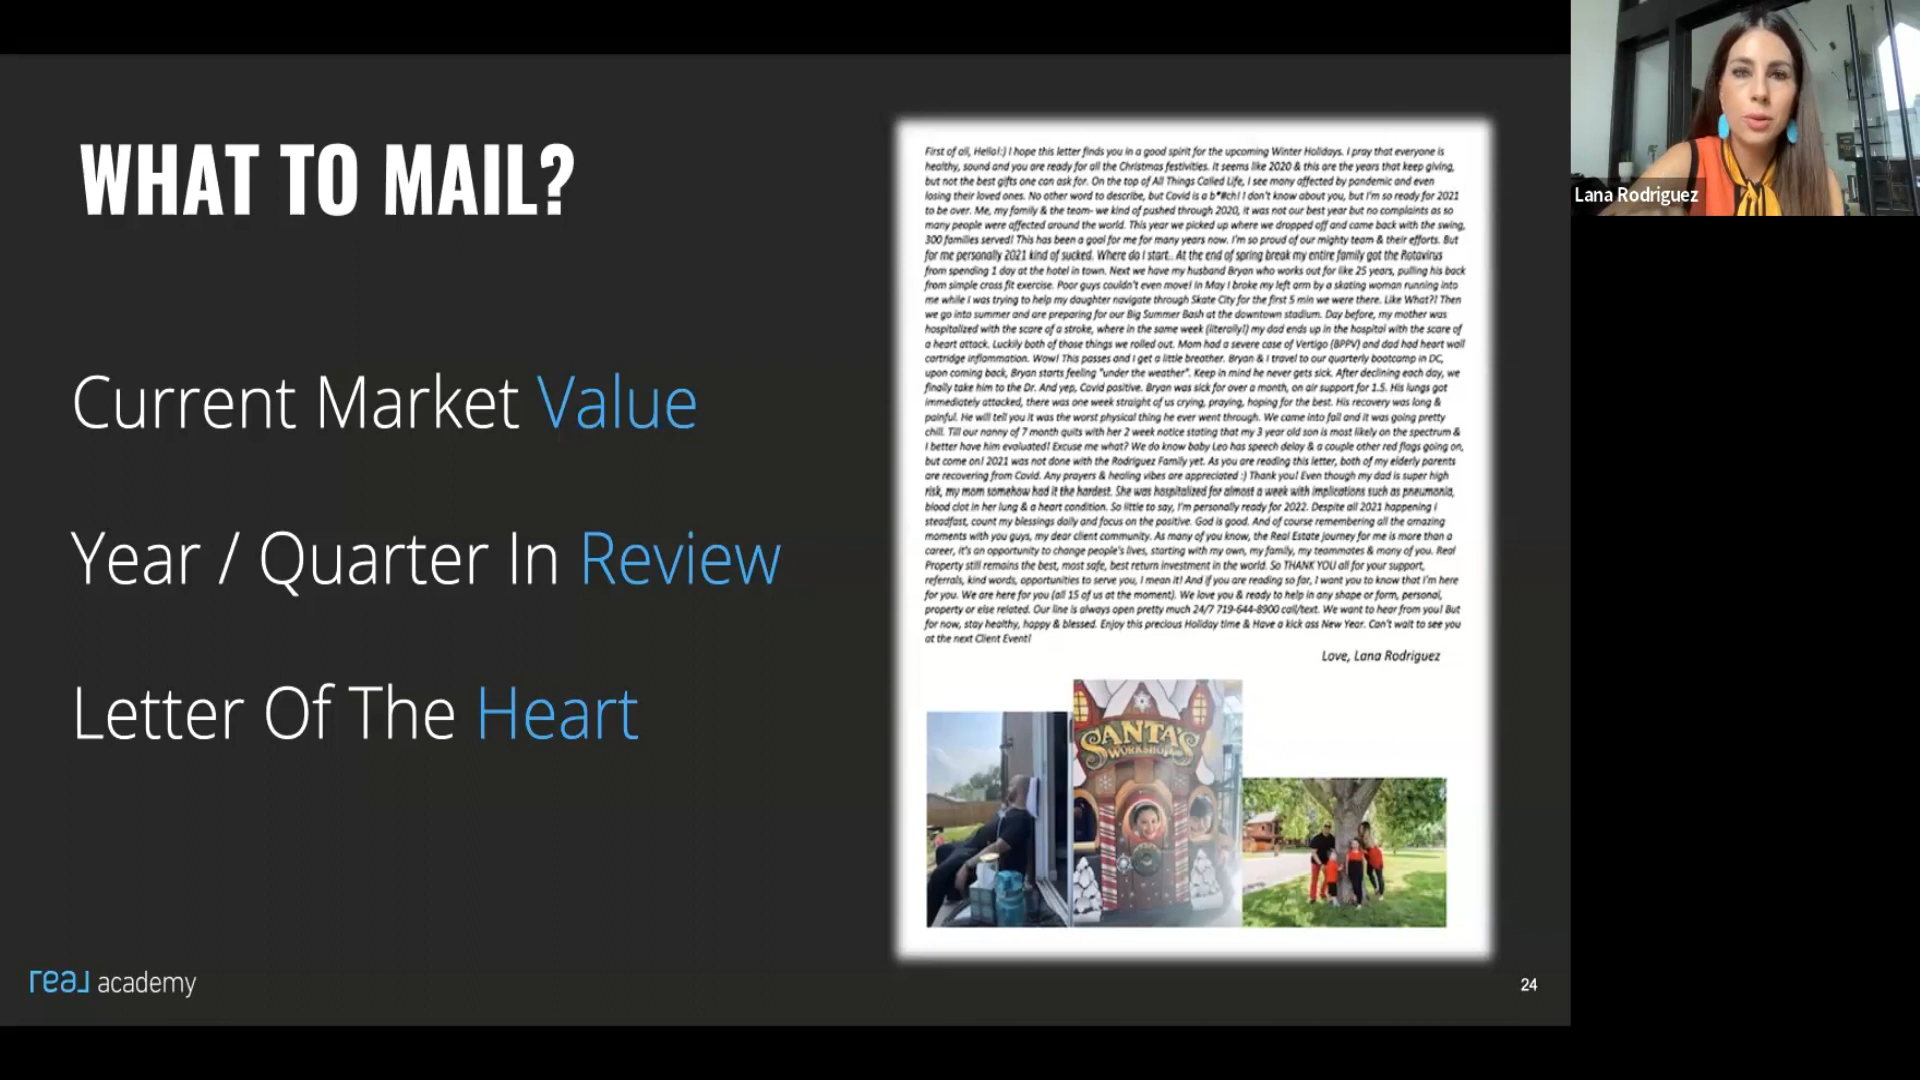 WHAT TO MAIL?
Current Market Value
Year / Quarter In Review
Letter Of The Heart
First of all, Hello!:) I hope this letter finds you in a good spirit for the upcoming Winter Holidays. I pray that everyone is
healthy, sound and you are ready for all the Christmas festivities. It seems like 2020 & this are the years that keep giving,
but not the best gifts one can ask for. On the top of All Things Called Life, I see many affected by pandemic and even
losing their loved ones. No other word to describe, but Covid is a b*#ch! I don't know about you, but I'm so ready for 2021
to be over. Me, my family & the team- we kind of pushed through 2020, it was not our best year but no complaints as so
many people were affected around the world. This year we picked up where we dropped off and came back with the swing,
300 families served! This has been a goal for me for many years now. I'm so proud of our mighty team & their efforts. But
for me personally 2021 kind of sucked. Where do I start.. At the end of spring break my entire family got the Rotavirus
from spending 1 day at the hotel in town. Next we have my husband Bryan who works out for like 25 years, pulling his back
from simple cross fit exercise. Poor guys couldn't even move! In May I broke my left arm by a skating woman running into
me while I was trying to help my daughter navigate through Skate City for the first 5 min we were there. Like What?! Then
we go into summer and are preparing for our Big Summer Bash at the downtown stadium. Day before, my mother was
hospitalized with the scare of a stroke, where in the same week (literally!) my dad ends up in the hospital with the scare of
a heart attack. Luckily both of those things we rolled out. Mom had a severe case of Vertigo (BPPV) and dad had heart wall
cartridge inflammation. Wow! This passes and I get a little breather. Bryan & I travel to our quarterly bootcamp in DC,
upon coming back, Bryan starts feeling "under the weather". Keep in mind he never gets sick. After declining each day, we
finally take him to the Dr. And yep, Covid positive. Bryan was sick for over a month, on air support for 1.5. His lungs got
immediately attacked, there was one week straight of us crying, praying, hoping for the best. His recovery was long &
painful. He will tell you it was the worst physical thing he ever went through. We came into fall and it was going pretty
chill. Till our nanny of 7 month quits with her 2 week notice stating that my 3 year old son is most likely on the spectrum &
I better have him evaluated! Excuse me what? We do know baby Leo has speech delay & a couple other red flags going on,
but come on! 2021 was not done with the Rodriguez Family yet. As you are reading this letter, both of my elderly parents
are recovering from Covid. Any prayers & healing vibes are appreciated :) Thank you! Even though my dad is super high
risk, my mom somehow had it the hardest. She was hospitalized for almost a week with implications such as pneumonia,
blood clot in her lung & a heart condition. So little to say, I'm personally ready for 2022. Despite all 2021 happening I
steadfast, count my blessings daily and focus on the positive. God is good. And of course remembering all the amazing
moments with you guys, my dear client community. As many of you know, the Real Estate journey for me is more than a
career, it's an opportunity to change people's lives, starting with my own, my family, my teammates & many of you. Real
Property still remains the best, most safe, best return investment in the world. So THANK YOU all for your support,
referrals, kind words, opportunities to serve you, I mean it! And if you are reading so far, I want you to know that I'm here
for you. We are here for you (all 15 of us at the moment). We love you & ready to help in any shape or form, personal,
property or else related. Our line is always open pretty much 24/7 719-644-8900 call/text. We want to hear from you! But
for now, stay healthy, happy & blessed. Enjoy this precious Holiday time & Have a kick ass New Year. Can't wait to see you
at the next Client Event!
Love, Lana Rodriguez
SANTA'S
WORKSHOP
real academy
24
Lana Rodriguez